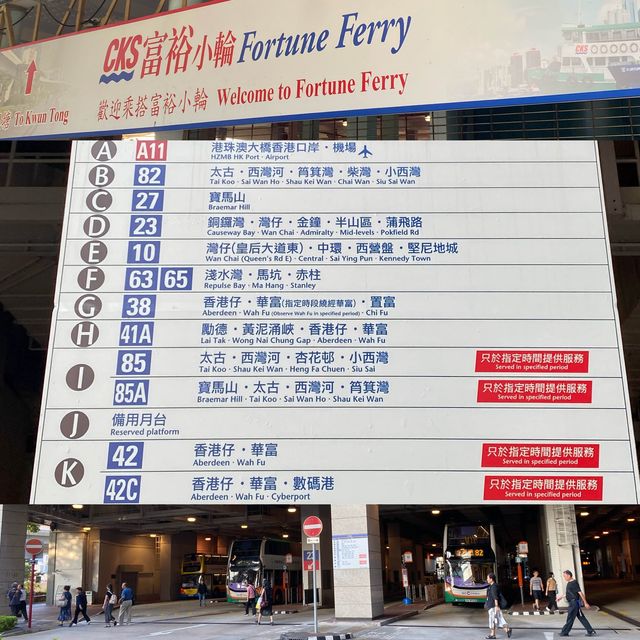 CKS 富裕小輪 Fortune Ferry
To Kwun Tong
歡迎乘搭富裕小輪 Welcome to Fortune Ferry
A A11 港珠澳大橋香港口岸・機場
HZMB HK Port・Airport
B 82 太古・西灣河・筲箕灣・柴灣・小西灣
Tai Koo・Sai Wan Ho・Shau Kei Wan・Chai Wan・Siu Sai Wan
C 27 寶馬山
Braemar Hill
D 23 銅鑼灣・灣仔・金鐘・半山區・蒲飛路
Causeway Bay・Wan Chai・Admiralty・Mid-levels・Pokfield Rd
E 10 灣仔(皇后大道東)・中環・西營盤・堅尼地城
Wan Chai (Queen's Rd E)・Central・Sai Ying Pun・Kennedy Town
F 63 65 淺水灣・馬坑・赤柱
Repulse Bay・Ma Hang・Stanley
G 38 香港仔・華富(指定時段繞經華富)・置富
Aberdeen・Wah Fu (Observe Wah Fu in specified period)・Chi Fu
H 41A 勵德・黃泥涌峽・香港仔・華富
Lai Tak・Wong Nai Chung Gap・Aberdeen・Wah Fu
I 85 太古・西灣河・杏花邨・小西灣 只於指定時間提供服務
Tai Koo・Shau Kei Wan・Heng Fa Chuen・Siu Sai Served in specified period
85A 寶馬山・太古・西灣河・筲箕灣 只於指定時間提供服務
Braemar Hill・Tai Koo・Sai Wan Ho・Shau Kei Wan Served in specified period
J 備用月台
Reserved platform
K 42 香港仔・華富 只於指定時間提供服務
Aberdeen・Wah Fu Served in specified period
42C 香港仔・華富・數碼港 只於指定時間提供服務
Aberdeen・Wah Fu・Cyberport Served in specified period
82